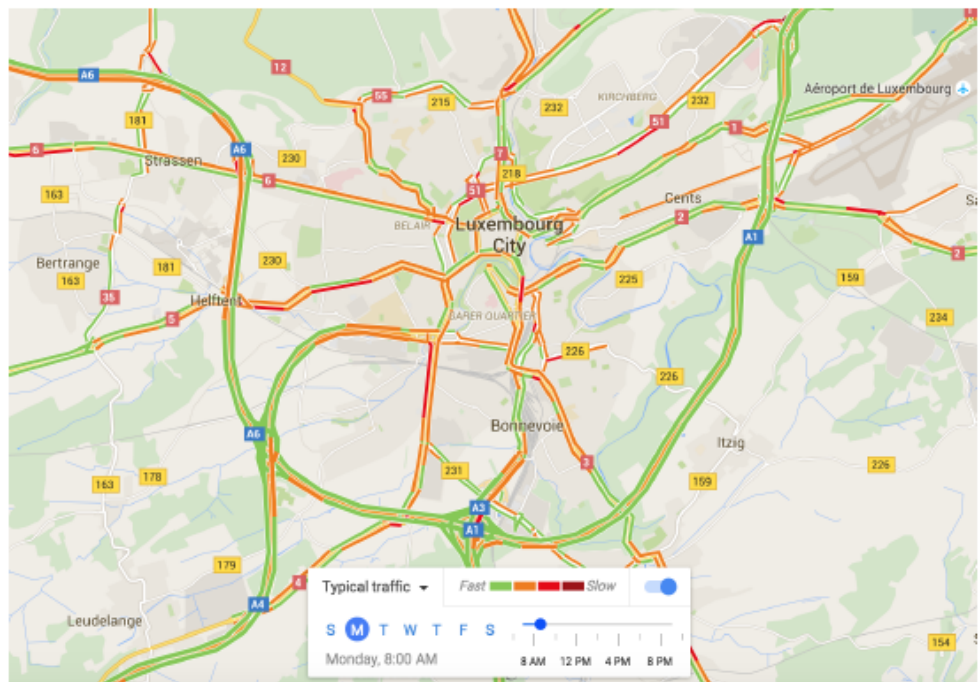 A6
12
1
55
215
232
KIRCHBERG
232
Aéroport de Luxembourg
181
51
1
6
Strassen
A6
230
7
6
218
163
51
Cents
2
BELAIR
Luxembourg
City
A1
2
Bertrange
181
230
225
159
163
35
Helfent
5
GARER QUARTIER
234
226
226
A6
Bonnevoie
Itzig
3
163
178
231
159
226
A3
A1
179
4
Typical traffic
Fast
Slow
A4
Leudelange
S M T W T F S
Monday, 8:00 AM
8 AM 12 PM 4 PM 8 PM
154